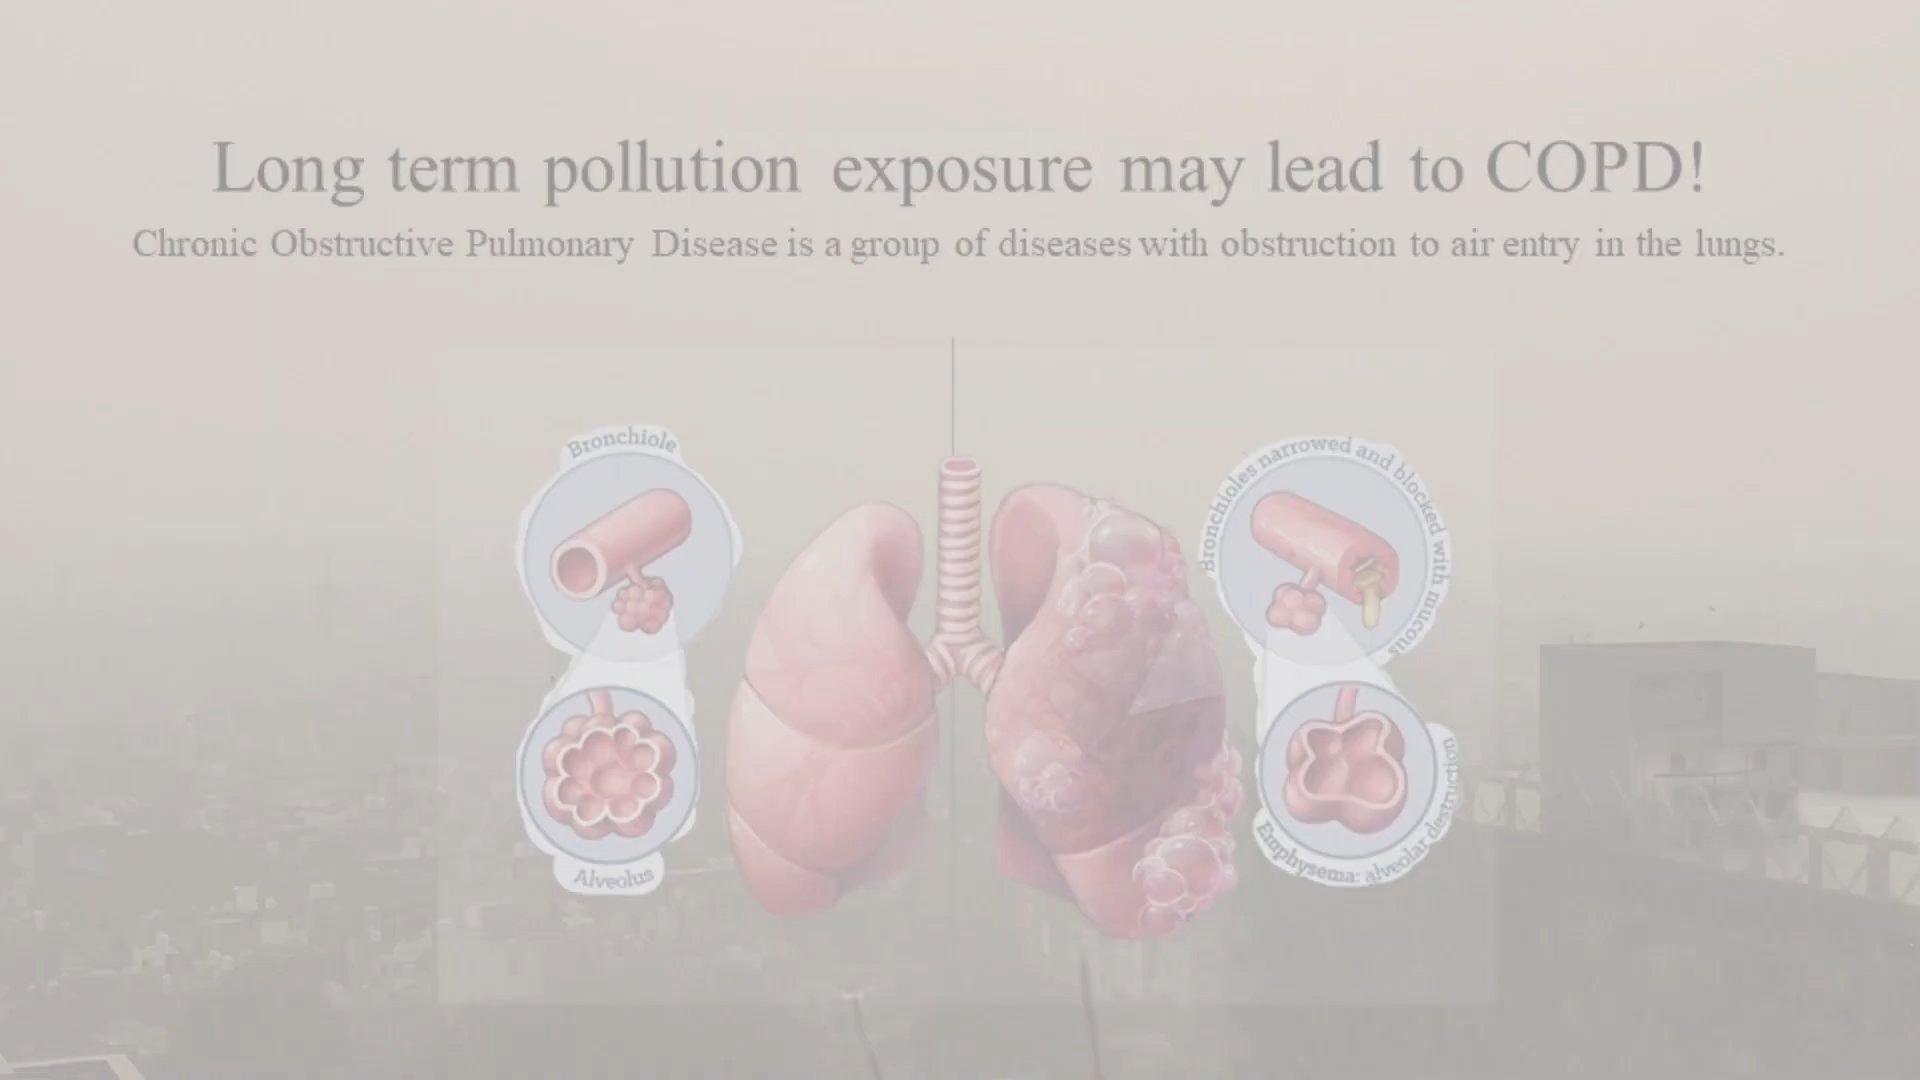 Long term pollution exposure may lead to COPD!
Chronic Obstructive Pulmonary Disease is a group of diseases with obstruction to air entry in the lungs.
Bronchiole
Bronchioles narrowed and blocked with mucous
Alveolus
Emphysema: alveolar destruction